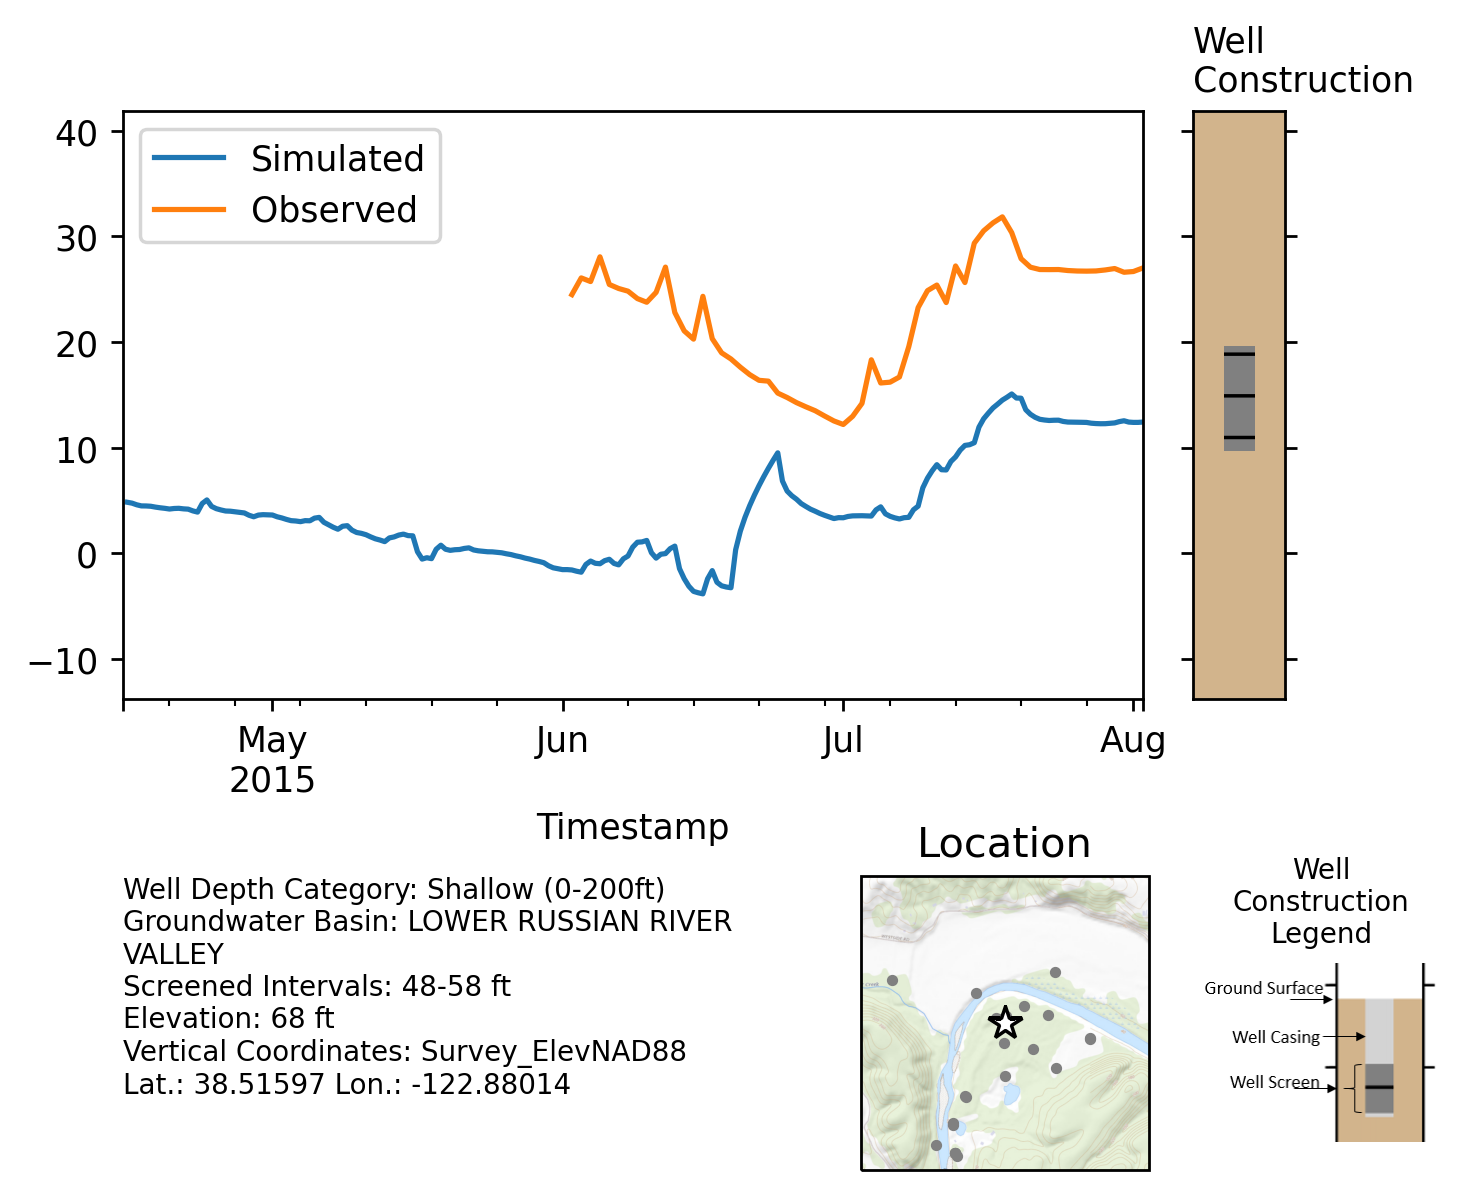 Well
Construction
40
30
20
10
0
−10
Simulated
Observed
May
2015
Jun
Jul
Aug
Timestamp
Well Depth Category: Shallow (0-200ft)
Groundwater Basin: LOWER RUSSIAN RIVER
VALLEY
Screened Intervals: 48-58 ft
Elevation: 68 ft
Vertical Coordinates: Survey_ElevNAD88
Lat.: 38.51597 Lon.: -122.88014
Location
Well
Construction
Legend
Ground Surface
Well Casing
Well Screen